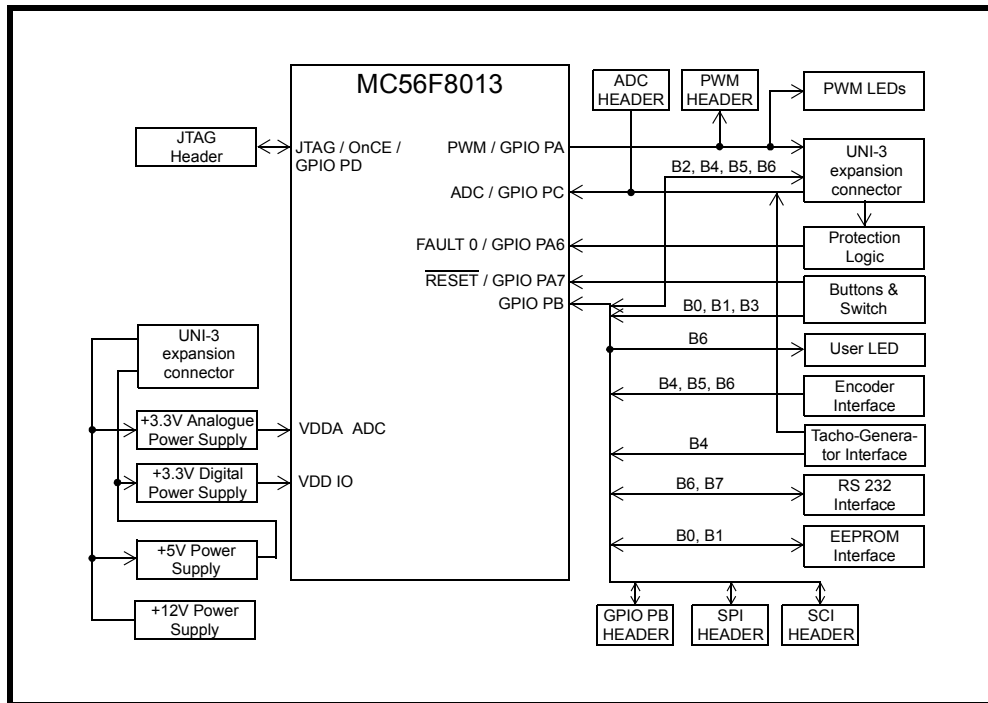 MC56F8013
JTAG
Header
JTAG / OnCE /
GPIO PD
PWM / GPIO PA
ADC / GPIO PC
FAULT 0 / GPIO PA6
RESET / GPIO PA7
GPIO PB
VDDA ADC
VDD IO
UNI-3
expansion
connector
+3.3V Analogue
Power Supply
+3.3V Digital
Power Supply
+5V Power
Supply
+12V Power
Supply
ADC
HEADER
PWM
HEADER
PWM LEDs
UNI-3
expansion
connector
B2, B4, B5, B6
Protection
Logic
Buttons &
Switch
B0, B1, B3
B6
User LED
B4, B5, B6
Encoder
Interface
B4
Tacho-Genera-
tor Interface
B6, B7
RS 232
Interface
B0, B1
EEPROM
Interface
GPIO PB
HEADER
SPI
HEADER
SCI
HEADER